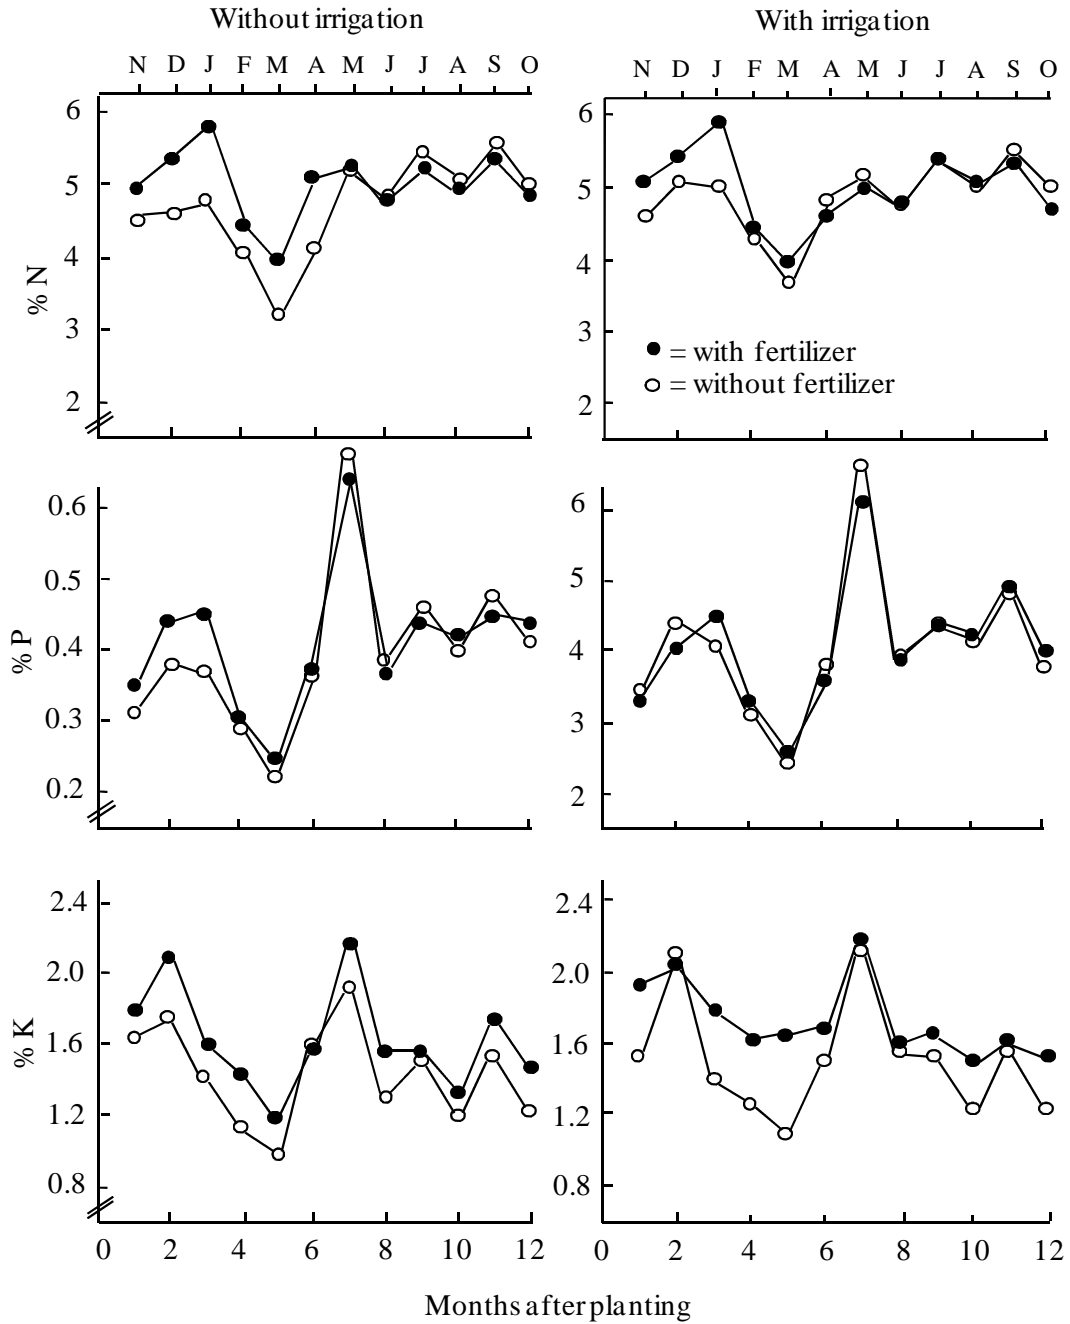 Without irrigation
With irrigation
N D J F M A M J J A S O
N D J F M A M J J A S O
6
5
4
3
2
% N
6
5
4
3
2
= with fertilizer
= without fertilizer
0.6
0.5
0.4
0.3
0.2
% P
6
5
4
3
2
2.4
2.0
1.6
1.2
0.8
% K
2.4
2.0
1.6
1.2
0.8
0 2 4 6 8 10 12
0 2 4 6 8 10 12
Months after planting